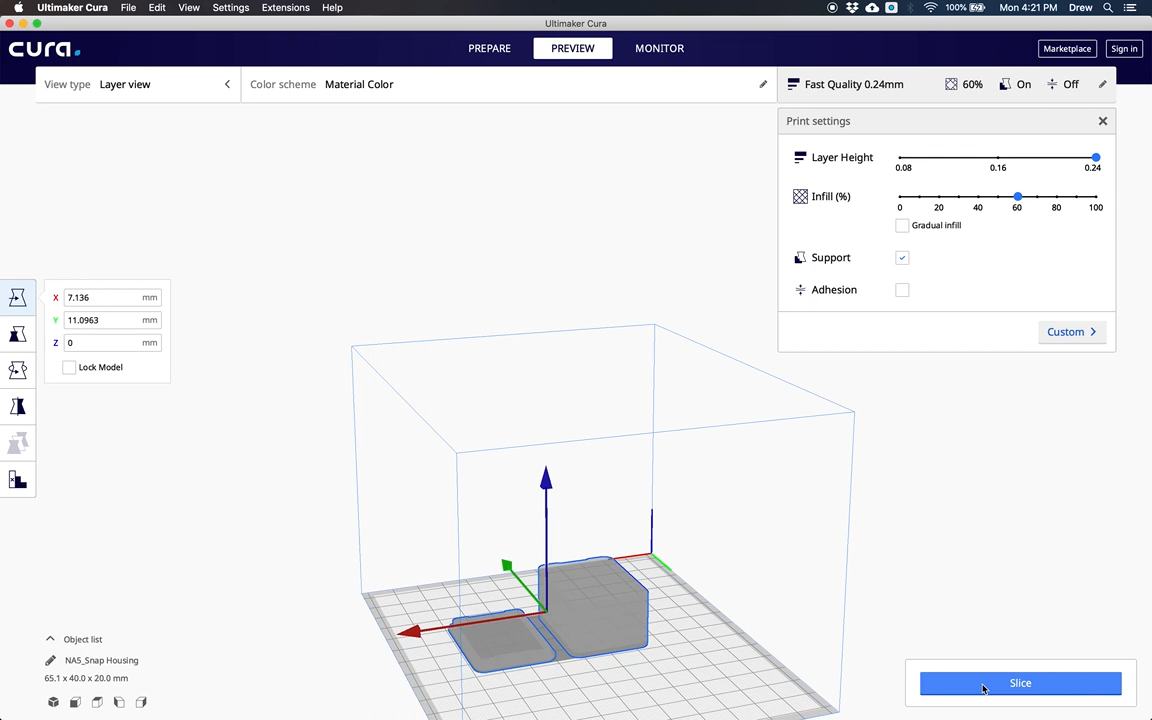 Ultimaker Cura File Edit View Settings Extensions Help 100% Mon 4:21 PM Drew
Ultimaker Cura
cura. PREPARE PREVIEW MONITOR Marketplace Sign in
View type Layer view Color scheme Material Color Fast Quality 0.24mm 60% On Off
Print settings
Layer Height
0.08 0.16 0.24
Infill (%)
0 20 40 60 80 100
Gradual infill
Support
Adhesion
Custom
X 7.136 mm
Y 11.0963 mm
Z 0 mm
Lock Model
Object list
NA5_Snap Housing
65.1 x 40.0 x 20.0 mm
Slice